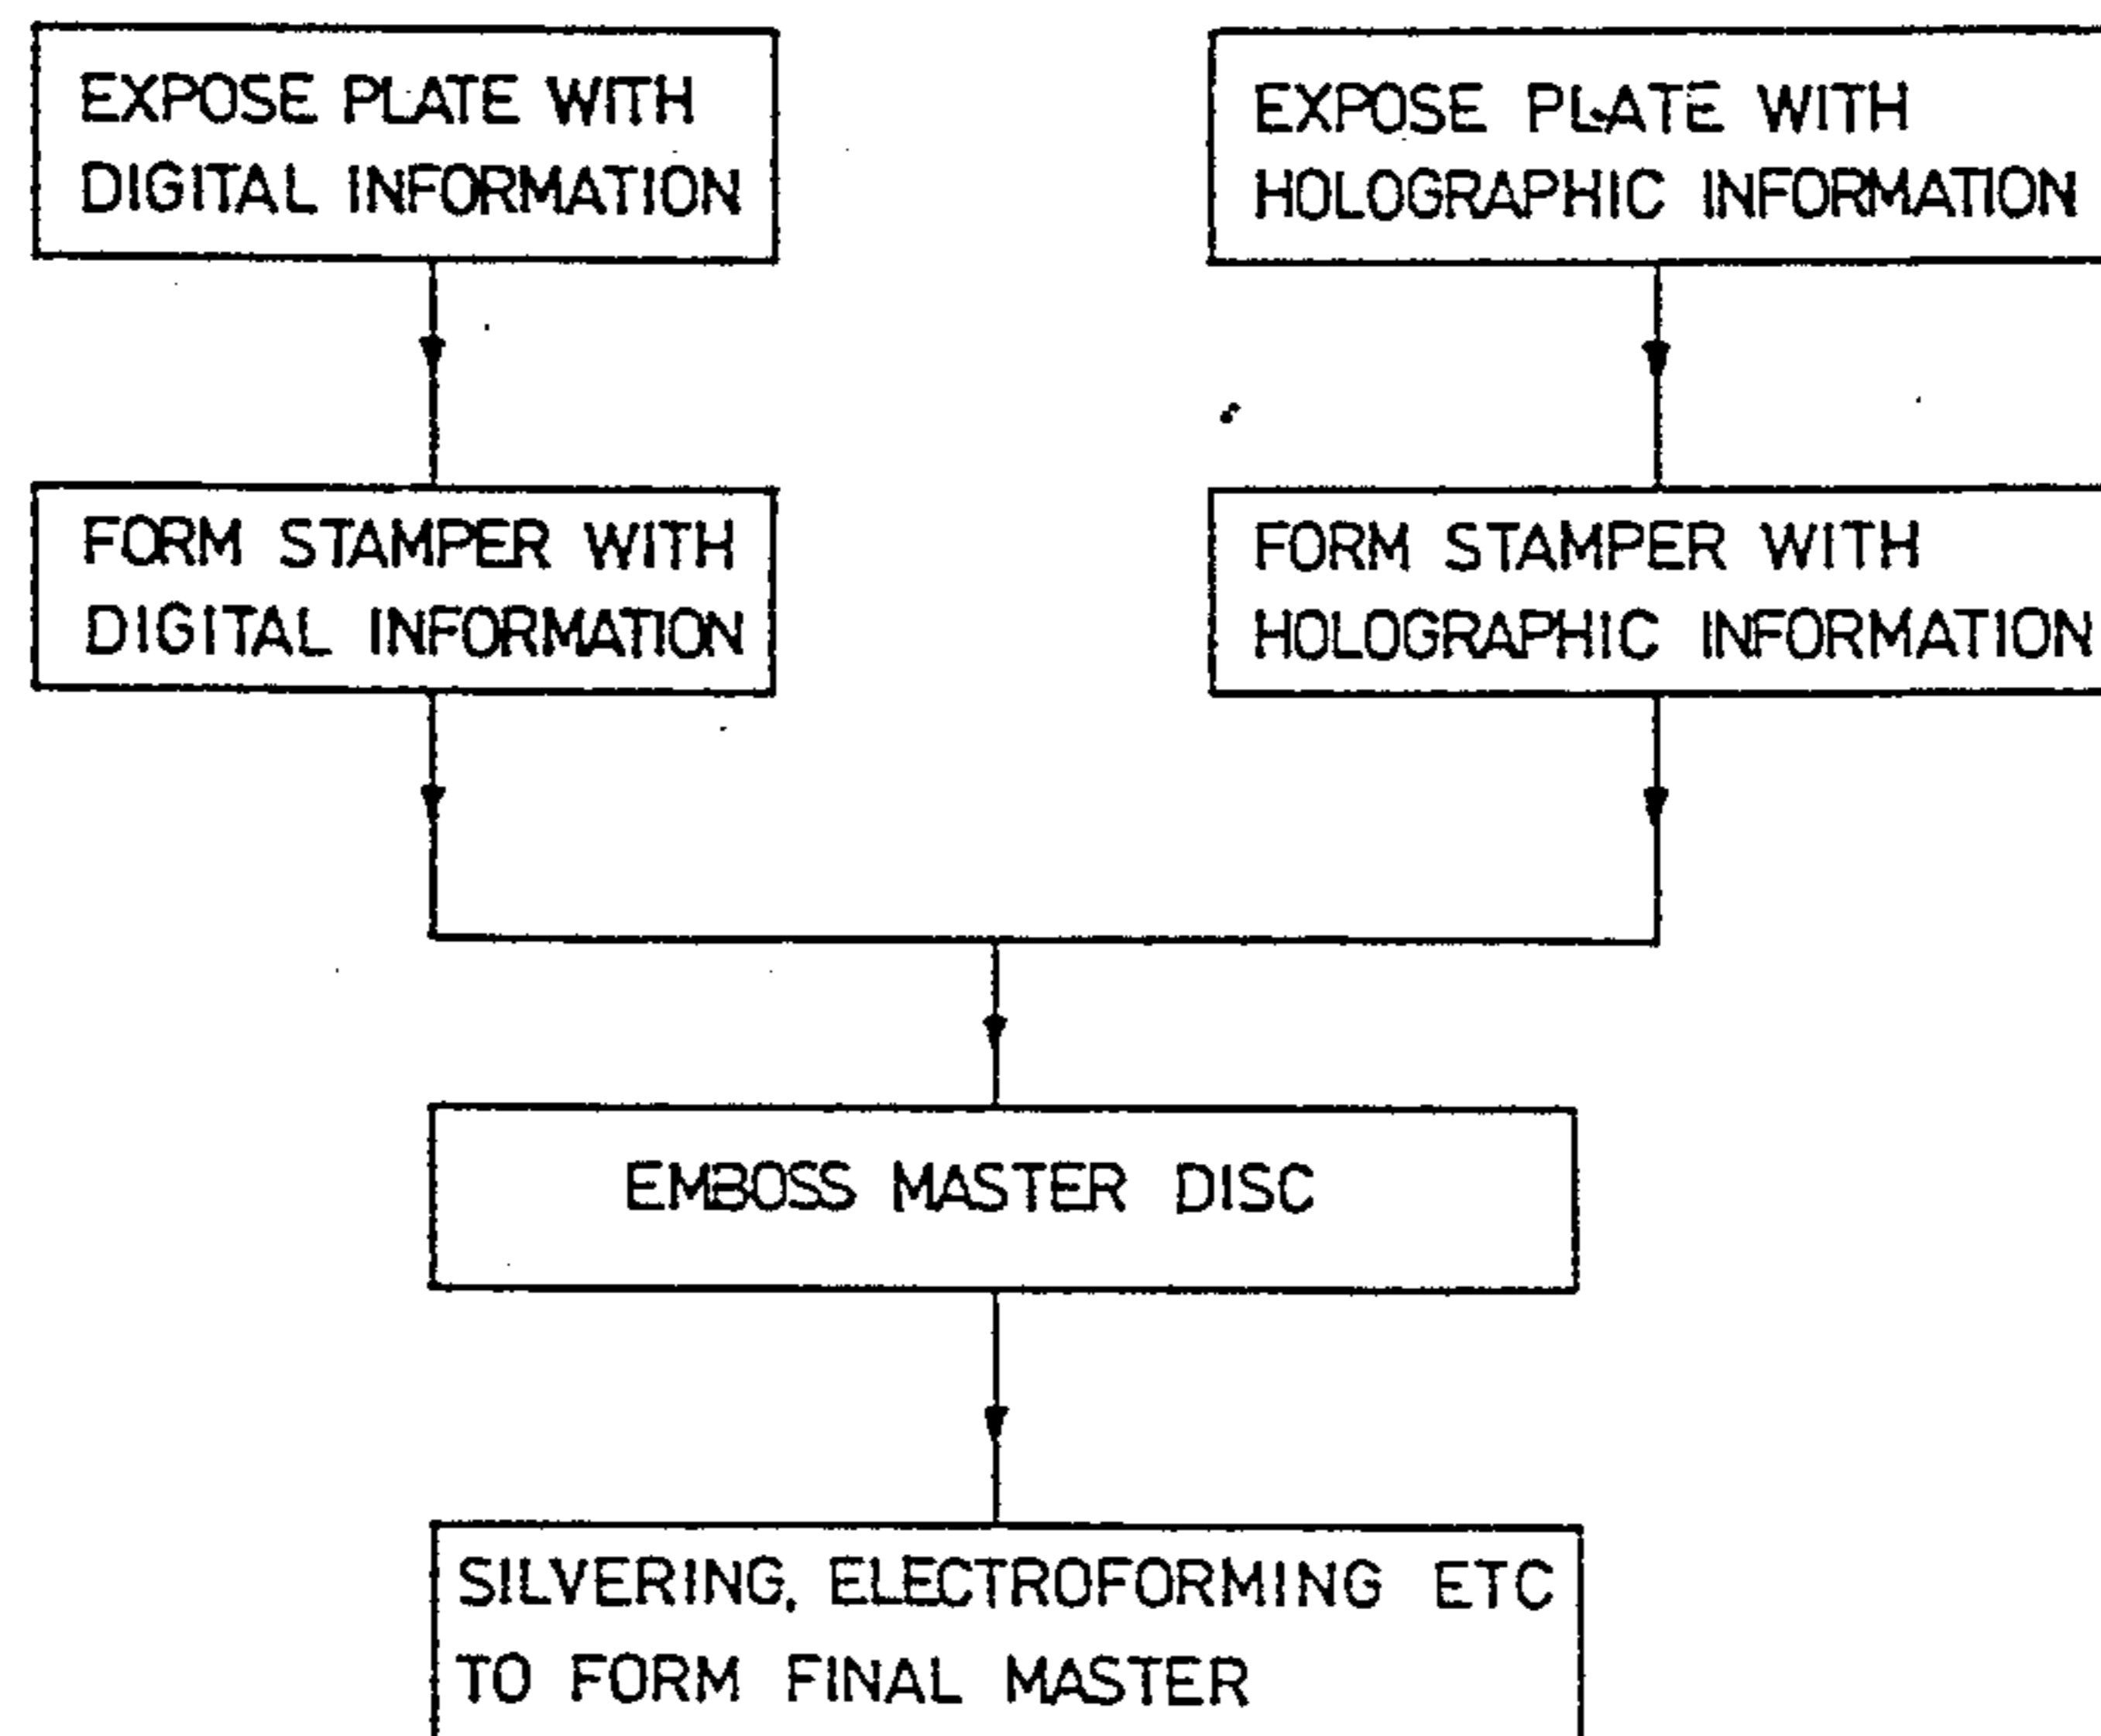 EXPOSE PLATE WITH
DIGITAL INFORMATION
EXPOSE PLATE WITH
HOLOGRAPHIC INFORMATION
FORM STAMPER WITH
DIGITAL INFORMATION
FORM STAMPER WITH
HOLOGRAPHIC INFORMATION
EMBOSS MASTER DISC
SILVERING, ELECTROFORMING ETC
TO FORM FINAL MASTER